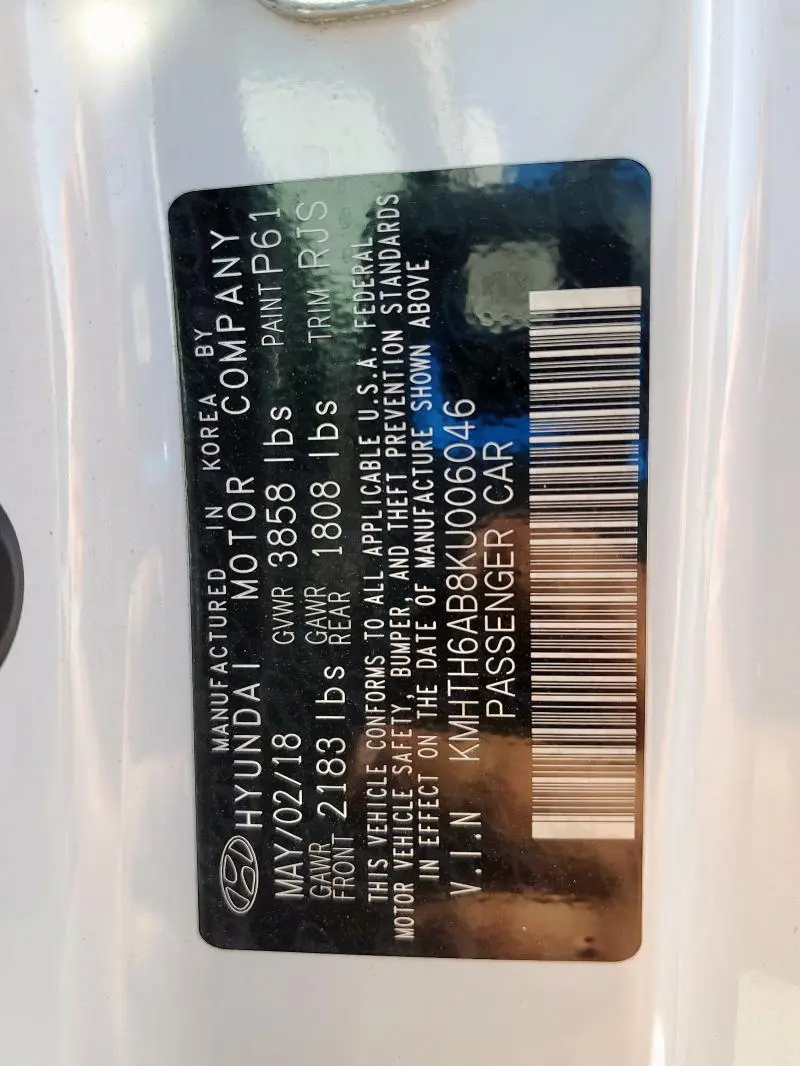 MANUFACTURED IN KOREA BY
HYUNDAI MOTOR COMPANY
MAY/02/18 GVWR 3858 lbs PAINT P61
GAWR FRONT 2183 lbs GAWR REAR 1808 lbs TRIM RJS
THIS VEHICLE CONFORMS TO ALL APPLICABLE U.S.A. FEDERAL
MOTOR VEHICLE SAFETY, BUMPER, AND THEFT PREVENTION STANDARDS
IN EFFECT ON THE DATE OF MANUFACTURE SHOWN ABOVE
V.I.N KMHTH6AB8KU006046
PASSENGER CAR